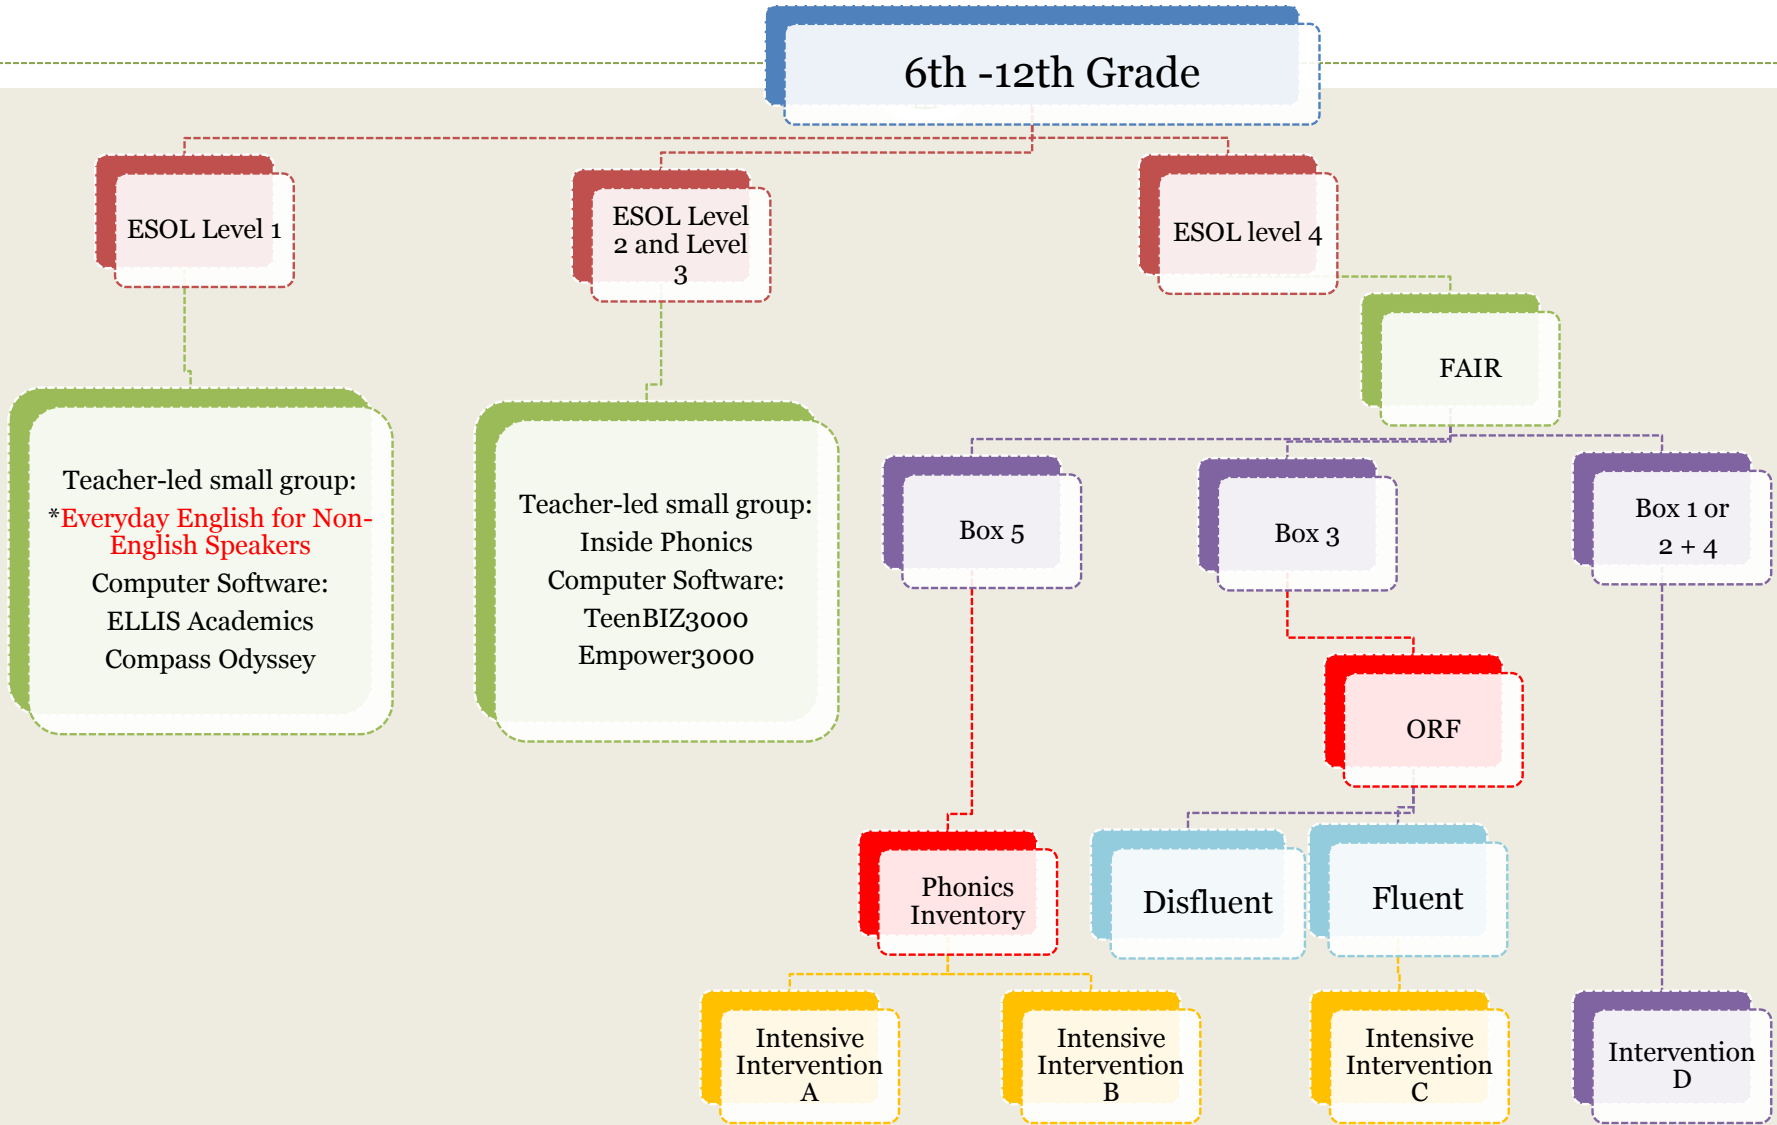 6th -12th Grade
ESOL Level 1
ESOL Level
2 and Level
3
ESOL level 4
FAIR
Teacher-led small group:
*Everyday English for Non-
English Speakers
Computer Software:
ELLIS Academics
Compass Odyssey
Teacher-led small group:
Inside Phonics
Computer Software:
TeenBIZ3000
Empower3000
Box 5
Box 3
Box 1 or
2 + 4
ORF
Phonics
Inventory
Disfluent
Fluent
Intensive
Intervention
A
Intensive
Intervention
B
Intensive
Intervention
C
Intervention
D